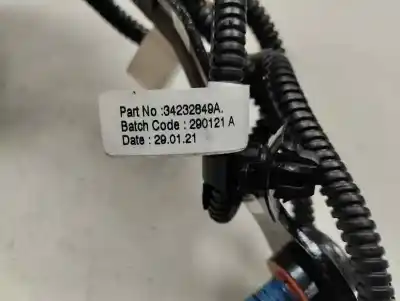 Part No :34232849A.
Batch Code : 290121 A
Date : 29.01.21